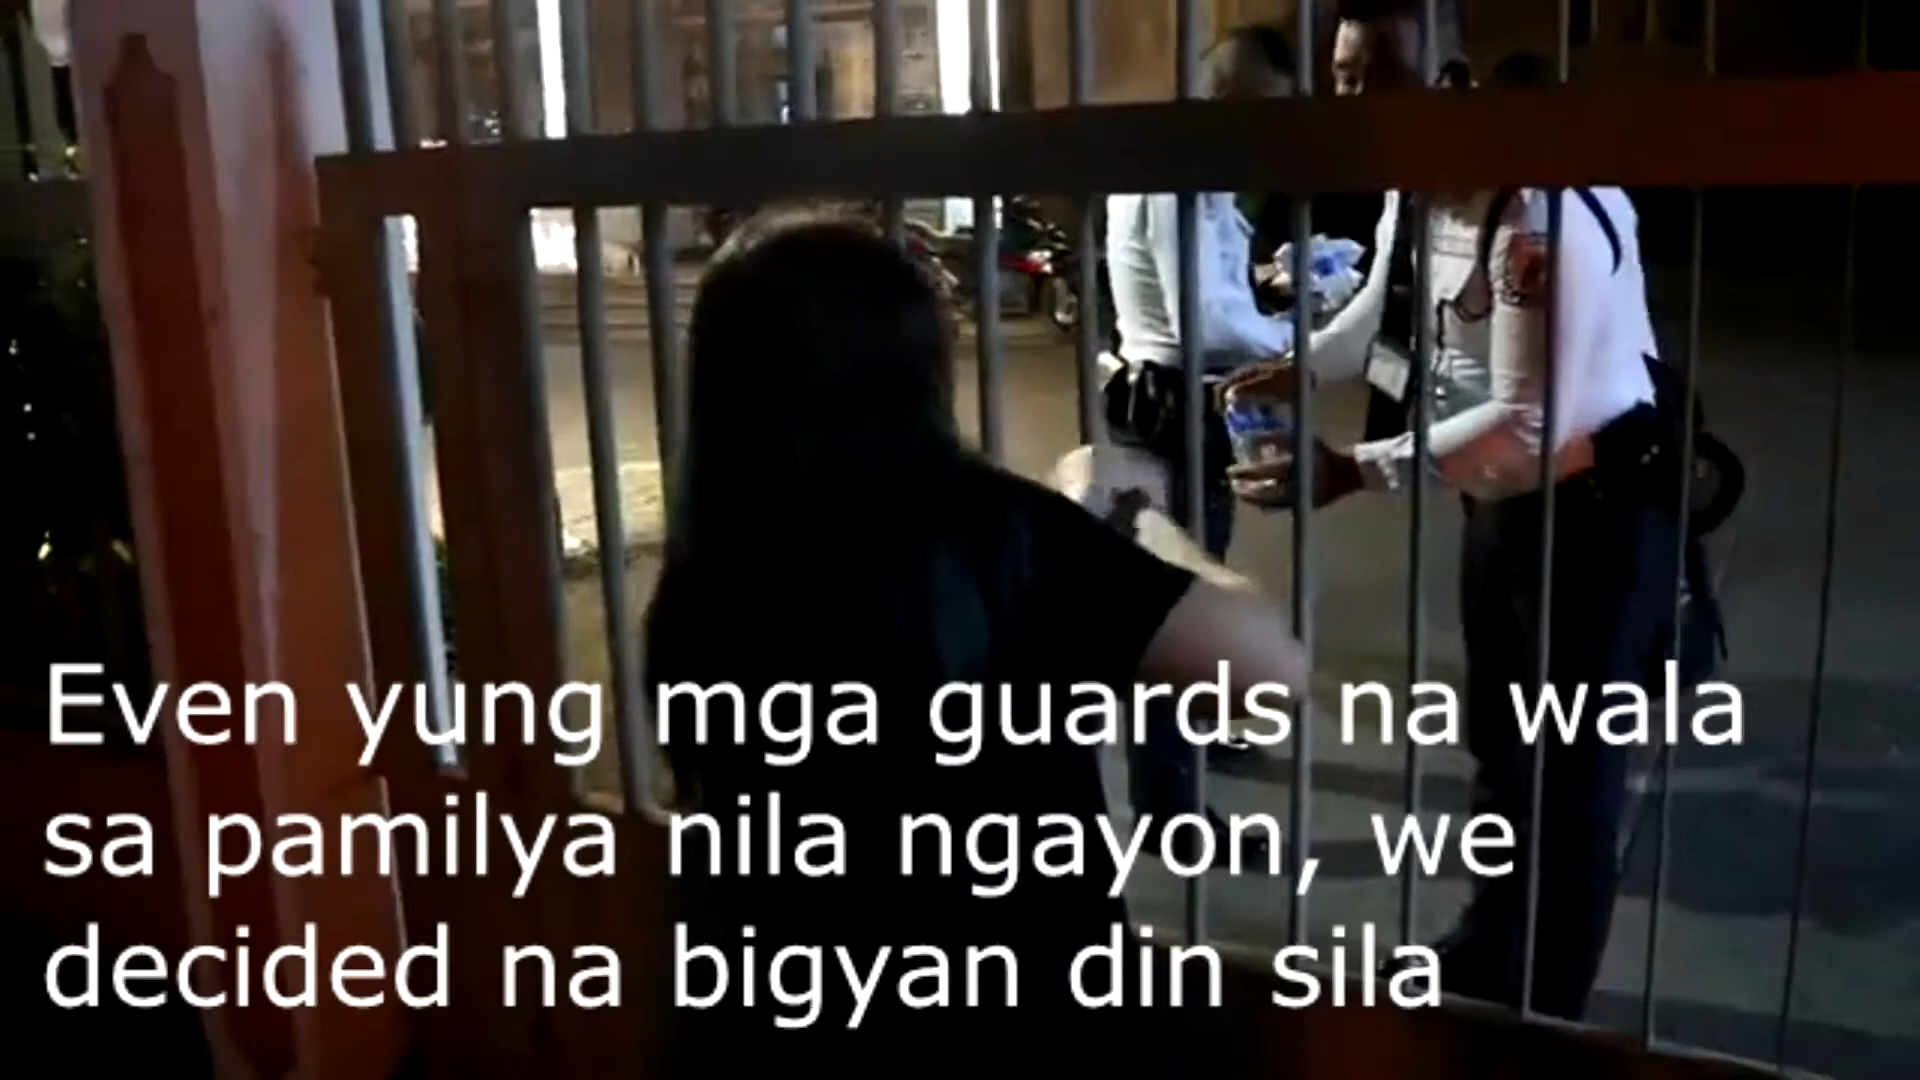 Even yung mga guards na wala
sa pamilya nila ngayon, we
decided na bigyan din sila